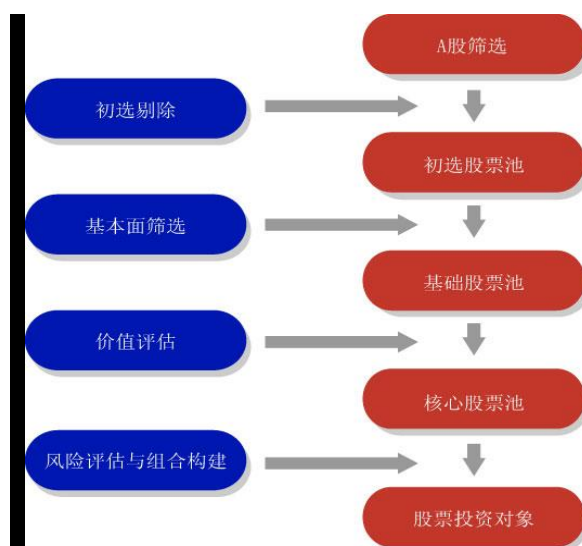 A股筛选
初选剔除
初选股票池
基本面筛选
基础股票池
价值评估
核心股票池
风险评估与组合构建
股票投资对象